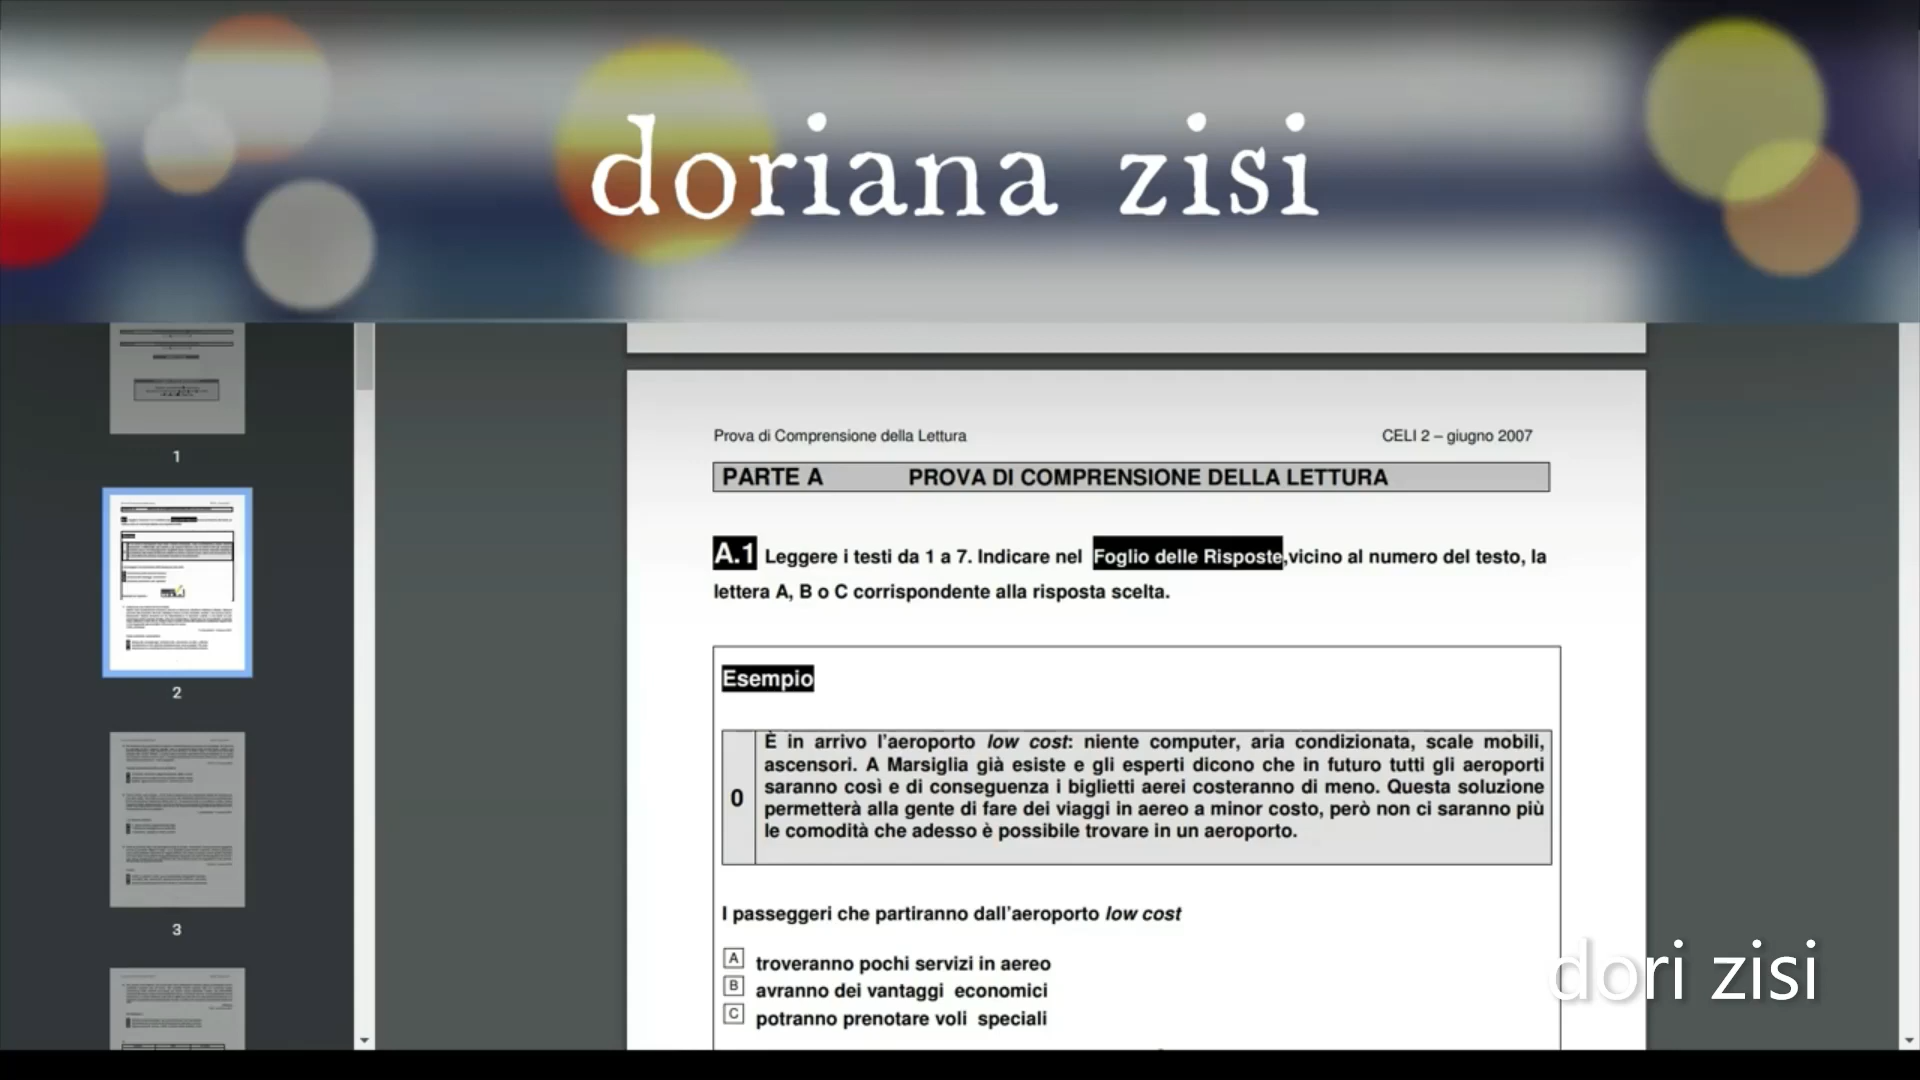 doriana zisi
1
2
3
Prova di Comprensione della Lettura CELI 2 – giugno 2007
PARTE A PROVA DI COMPRENSIONE DELLA LETTURA
A.1 Leggere i testi da 1 a 7. Indicare nel Foglio delle Risposte,vicino al numero del testo, la
lettera A, B o C corrispondente alla risposta scelta.
Esempio
0
È in arrivo l'aeroporto low cost: niente computer, aria condizionata, scale mobili,
ascensori. A Marsiglia già esiste e gli esperti dicono che in futuro tutti gli aeroporti
saranno così e di conseguenza i biglietti aerei costeranno di meno. Questa soluzione
permetterà alla gente di fare dei viaggi in aereo a minor costo, però non ci saranno più
le comodità che adesso è possibile trovare in un aeroporto.
I passeggeri che partiranno dall'aeroporto low cost
A troveranno pochi servizi in aereo
B avranno dei vantaggi economici
C potranno prenotare voli speciali
dori zisi